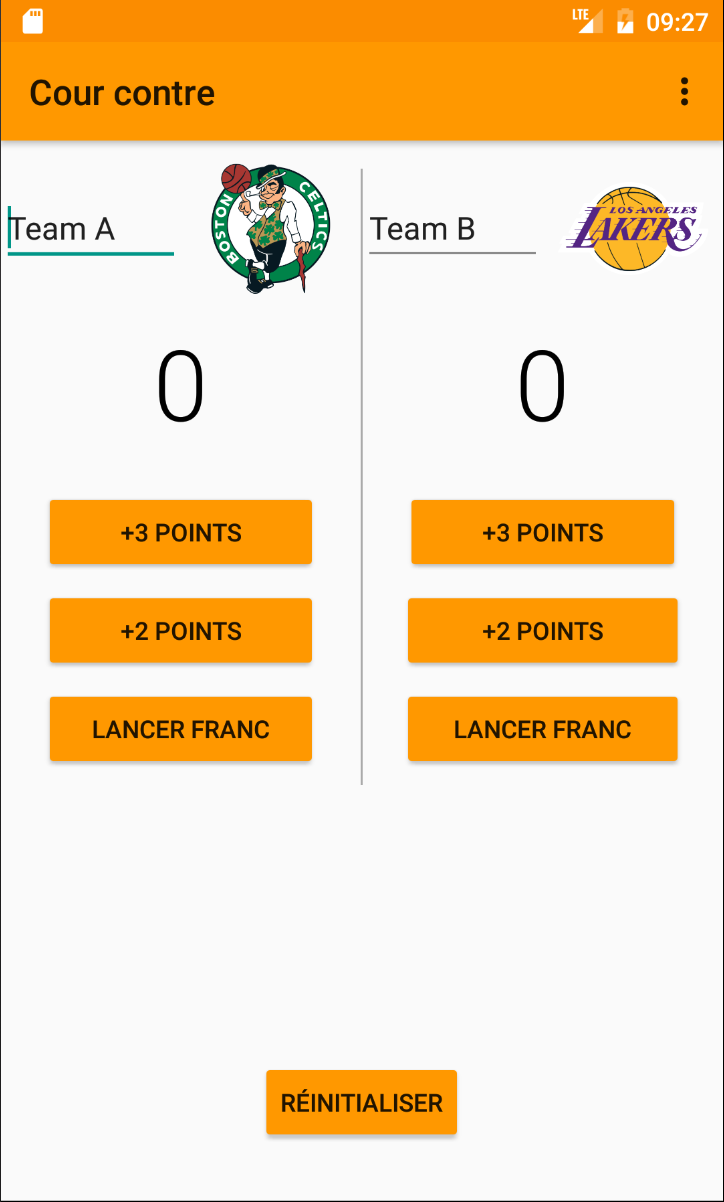 LTE 09:27
Cour contre
Team A
BOSTON CELTICS
Team B
LOS ANGELES
LAKERS
0
0
+3 POINTS
+3 POINTS
+2 POINTS
+2 POINTS
LANCER FRANC
LANCER FRANC
RÉINITIALISER